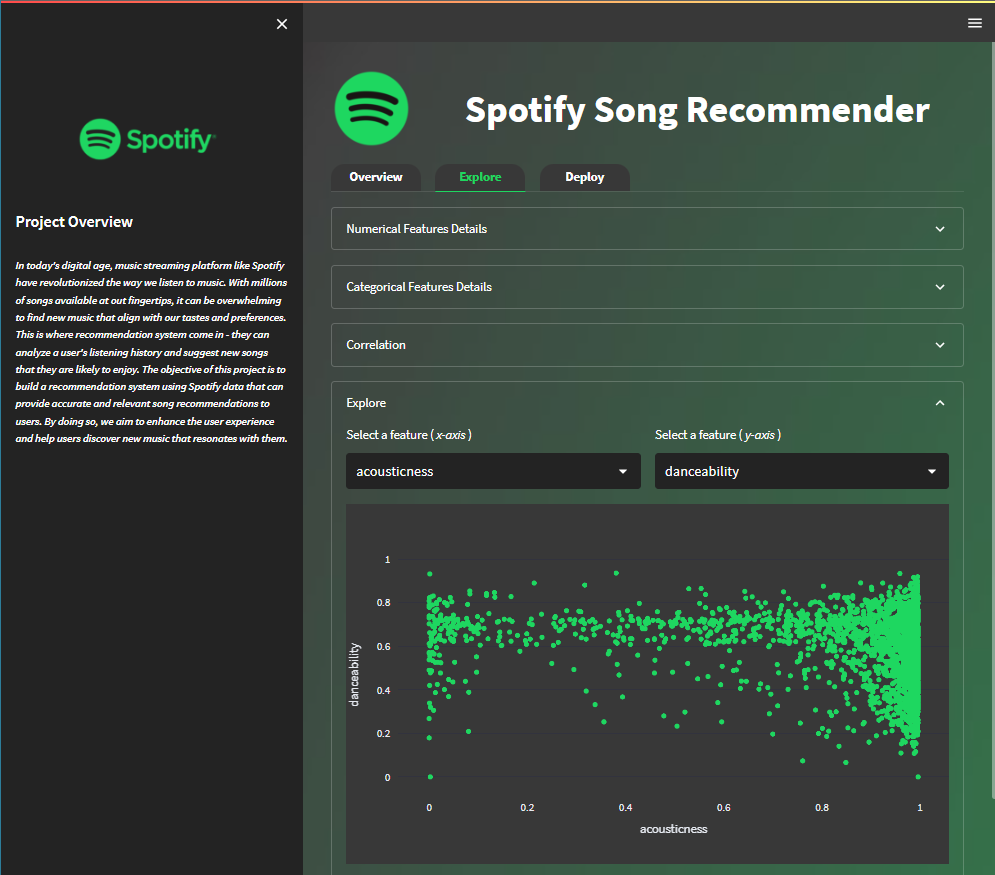 Spotify
Project Overview
In today's digital age, music streaming platform like Spotify
have revolutionized the way we listen to music. With millions
of songs available at out fingertips, it can be overwhelming
to find new music that align with our tastes and preferences.
This is where recommendation system come in - they can
analyze a user's listening history and suggest new songs
that they are likely to enjoy. The objective of this project is to
build a recommendation system using Spotify data that can
provide accurate and relevant song recommendations to
users. By doing so, we aim to enhance the user experience
and help users discover new music that resonates with them.
Spotify Song Recommender
Overview Explore Deploy
Numerical Features Details
Categorical Features Details
Correlation
Explore
Select a feature ( x-axis ) Select a feature ( y-axis )
acousticness danceability
1
0.8
0.6
0.4
0.2
0
danceability
0 0.2 0.4 0.6 0.8 1
acousticness